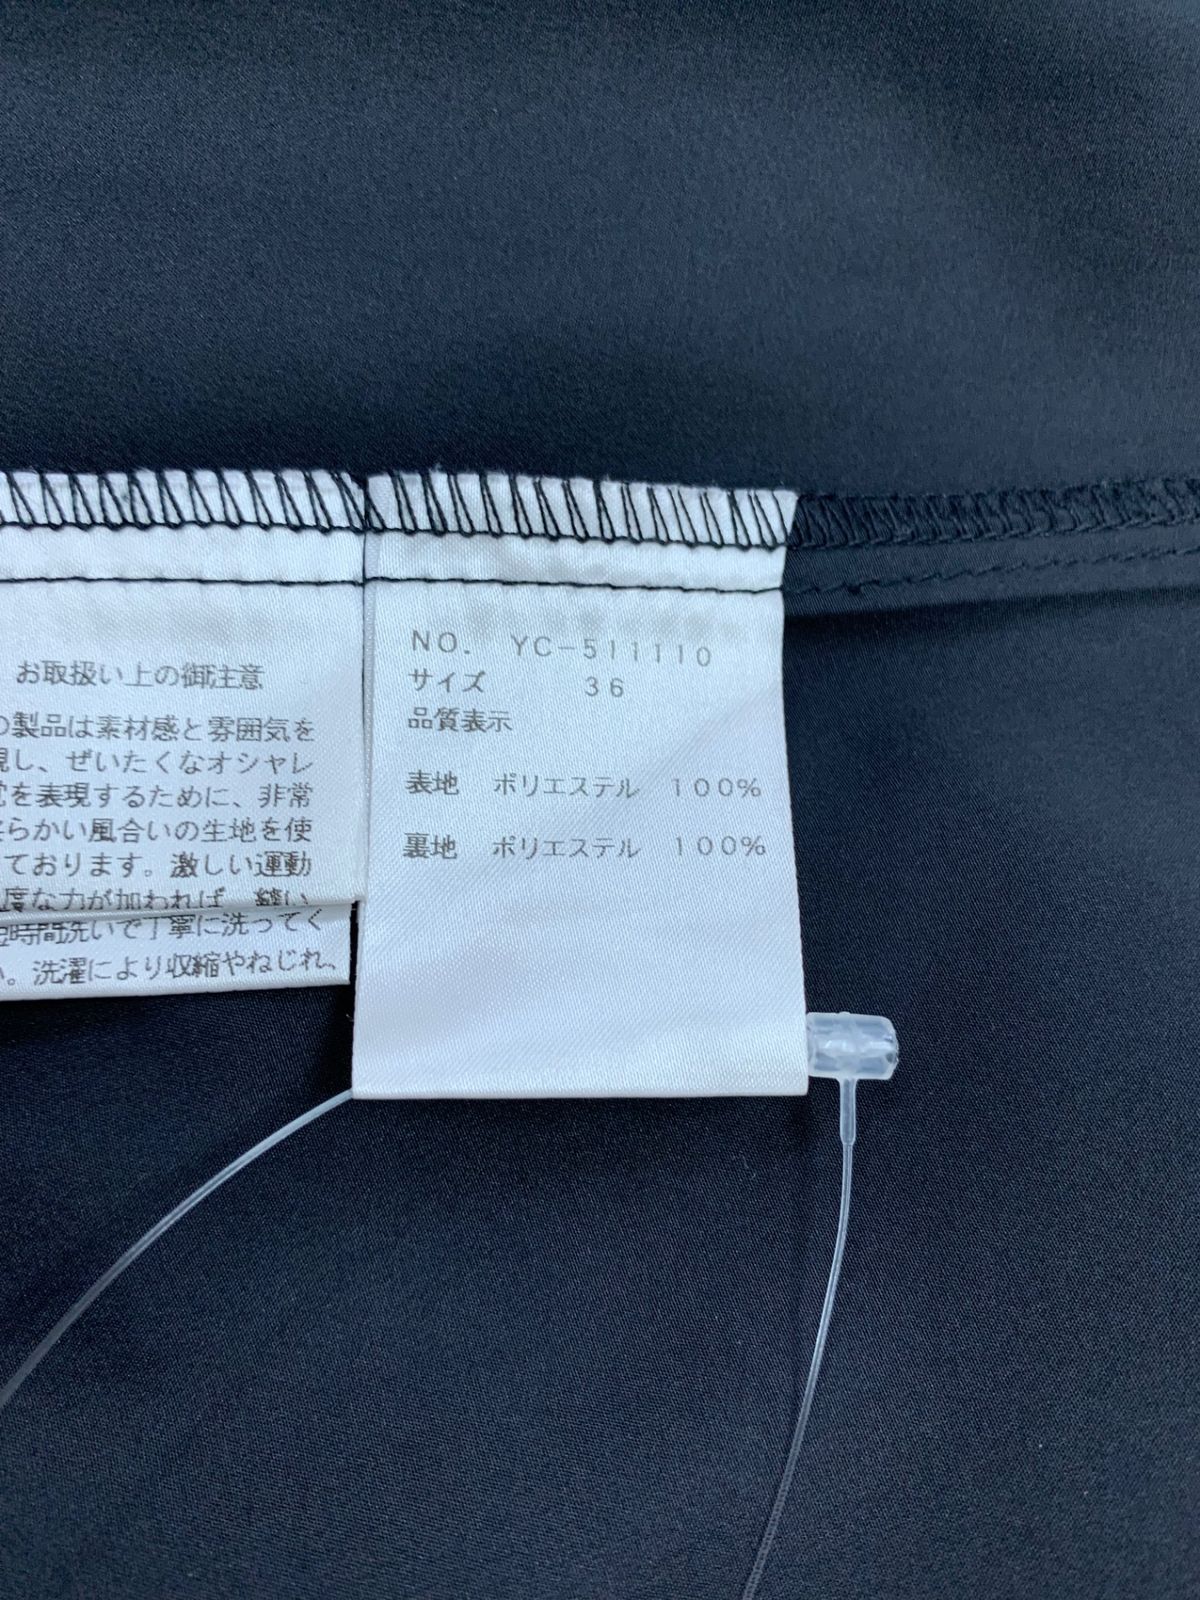 お取扱い上の御注意
製品は素材感と雰囲気を
し、ぜいたくなオシャレ
を表現するために、非常
らかい風合いの生地を使
ております。激しい運動
度な力が加われば、縫い
時間洗いで丁寧に洗ってく
い。洗濯により収縮やねじれ、
NO. YC-511110
サイズ 36
品質表示
表地 ポリエステル 100%
裏地 ポリエステル 100%